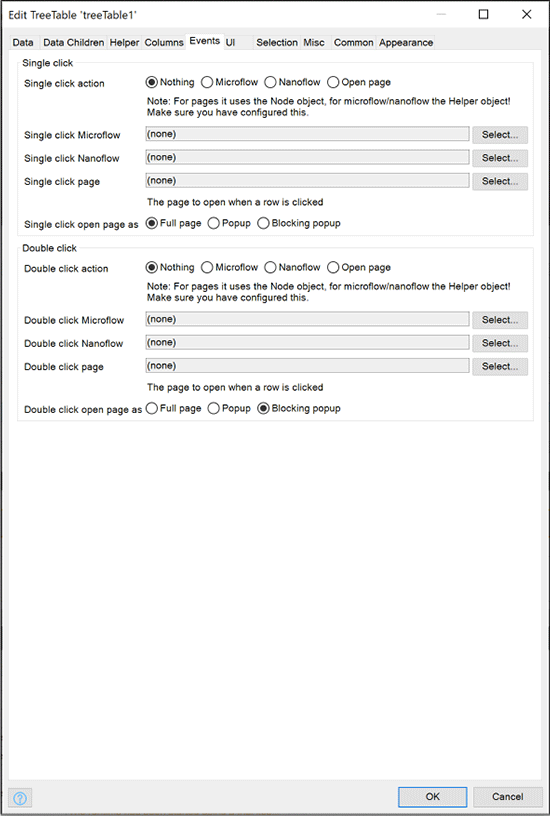 Edit TreeTable 'treeTable1'
Data Data Children Helper Columns Events UI Selection Misc Common Appearance
Single click
Single click action Nothing Microflow Nanoflow Open page
Note: For pages it uses the Node object, for microflow/nanoflow the Helper object!
Make sure you have configured this.
Single click Microflow (none) Select...
Single click Nanoflow (none) Select...
Single click page (none) Select...
The page to open when a row is clicked
Single click open page as Full page Popup Blocking popup
Double click
Double click action Nothing Microflow Nanoflow Open page
Note: For pages it uses the Node object, for microflow/nanoflow the Helper object!
Make sure you have configured this.
Double click Microflow (none) Select...
Double click Nanoflow (none) Select...
Double click page (none) Select...
The page to open when a row is clicked
Double click open page as Full page Popup Blocking popup
? OK Cancel